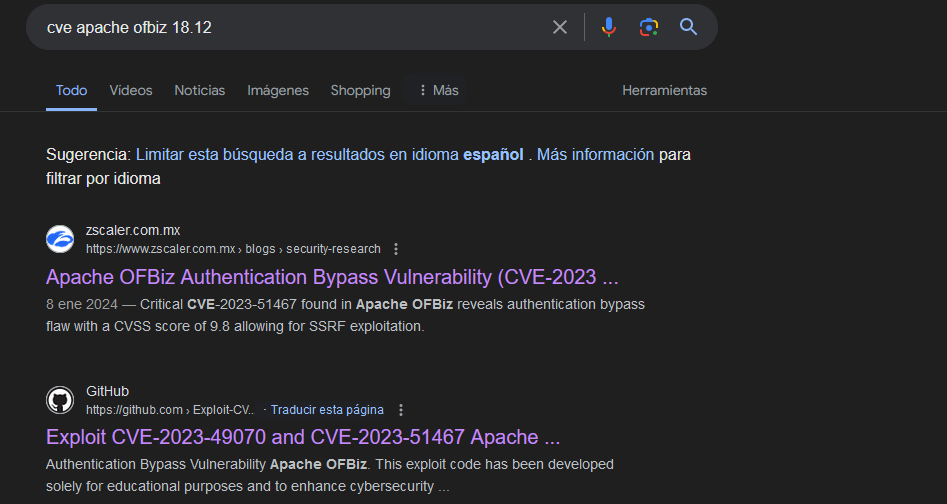 cve apache ofbiz 18.12
Todo Vídeos Noticias Imágenes Shopping Más Herramientas
Sugerencia: Limitar esta búsqueda a resultados en idioma español . Más información para
filtrar por idioma
zscaler.com.mx
https://www.zscaler.com.mx › blogs › security-research
Apache OFBiz Authentication Bypass Vulnerability (CVE-2023 ...
8 ene 2024 — Critical CVE-2023-51467 found in Apache OFBiz reveals authentication bypass
flaw with a CVSS score of 9.8 allowing for SSRF exploitation.
GitHub
https://github.com › Exploit-CV.. · Traducir esta página
Exploit CVE-2023-49070 and CVE-2023-51467 Apache ...
Authentication Bypass Vulnerability Apache OFBiz. This exploit code has been developed
solely for educational purposes and to enhance cybersecurity ...